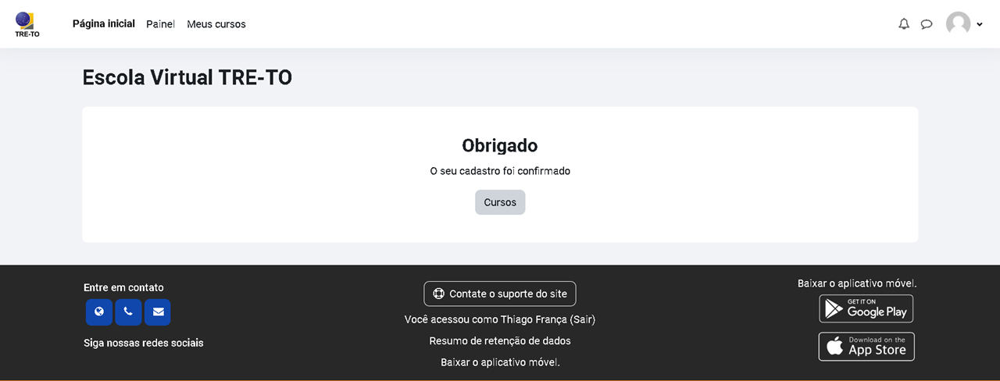 TRE-TO
Página inicial
Painel
Meus cursos
Escola Virtual TRE-TO
Obrigado
O seu cadastro foi confirmado
Cursos
Entre em contato
Siga nossas redes sociais
Contate o suporte do site
Você acessou como Thiago França (Sair)
Resumo de retenção de dados
Baixar o aplicativo móvel.
Baixar o aplicativo móvel.
GET IT ON
Google Play
Download on the
App Store